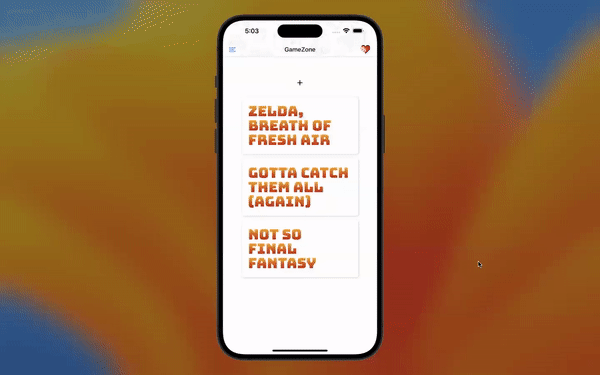 5:03
GameZone
+
ZELDA,
BREATH OF
FRESH AIR
GOTTA CATCH
THEM ALL
(AGAIN)
NOT SO
FINAL
FANTASY